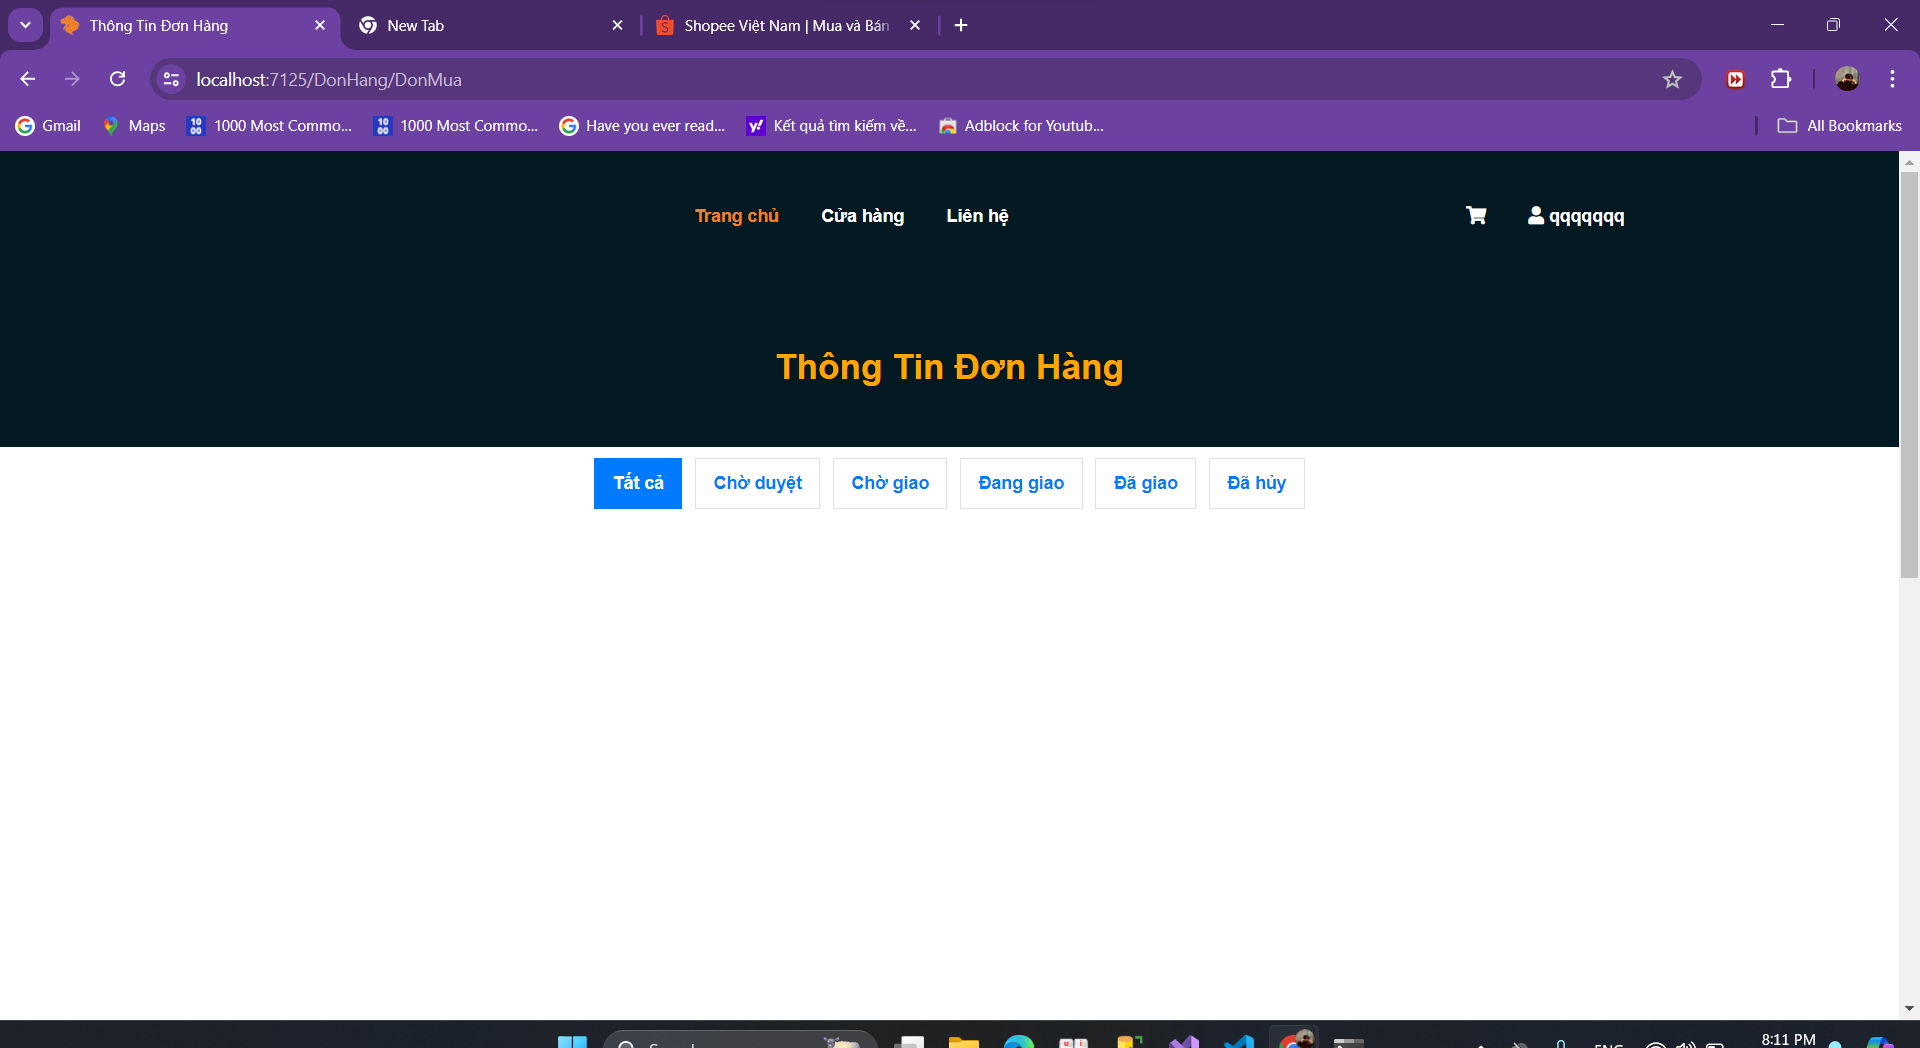 Thông Tin Đơn Hàng
New Tab
Shopee Việt Nam | Mua và Bán
localhost:7125/DonHang/DonMua
Gmail
Maps
1000 Most Commo...
1000 Most Commo...
Have you ever read...
Kết quả tìm kiếm về...
Adblock for Youtub...
All Bookmarks
Trang chủ
Cửa hàng
Liên hệ
qqqqqqq
Thông Tin Đơn Hàng
Tất cả
Chờ duyệt
Chờ giao
Đang giao
Đã giao
Đã hủy
8:11 PM